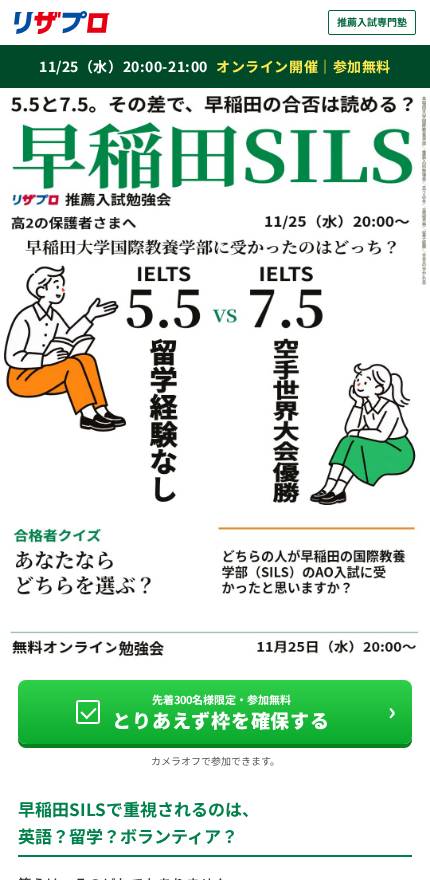 リザプロ
推薦入試専門塾
11/25（水）20:00-21:00 オンライン開催｜参加無料
5.5と7.5。その差で、早稲田の合否は読める？
早稲田SILS
リザプロ 推薦入試勉強会
高2の保護者さまへ
11/25（水）20:00〜
早稲田大学国際教養学部に受かったのはどっち？
IELTS
5.5
vs
IELTS
7.5
留学経験なし
空手世界大会優勝
合格者クイズ
あなたなら
どちらを選ぶ？
どちらの人が早稲田の国際教養
学部（SILS）のAO入試に受
かったと思いますか？
無料オンライン勉強会
11月25日（水）20:00〜
先着300名様限定・参加無料
とりあえず枠を確保する
›
カメラオフで参加できます。
早稲田SILSで重視されるのは、
英語？留学？ボランティア？